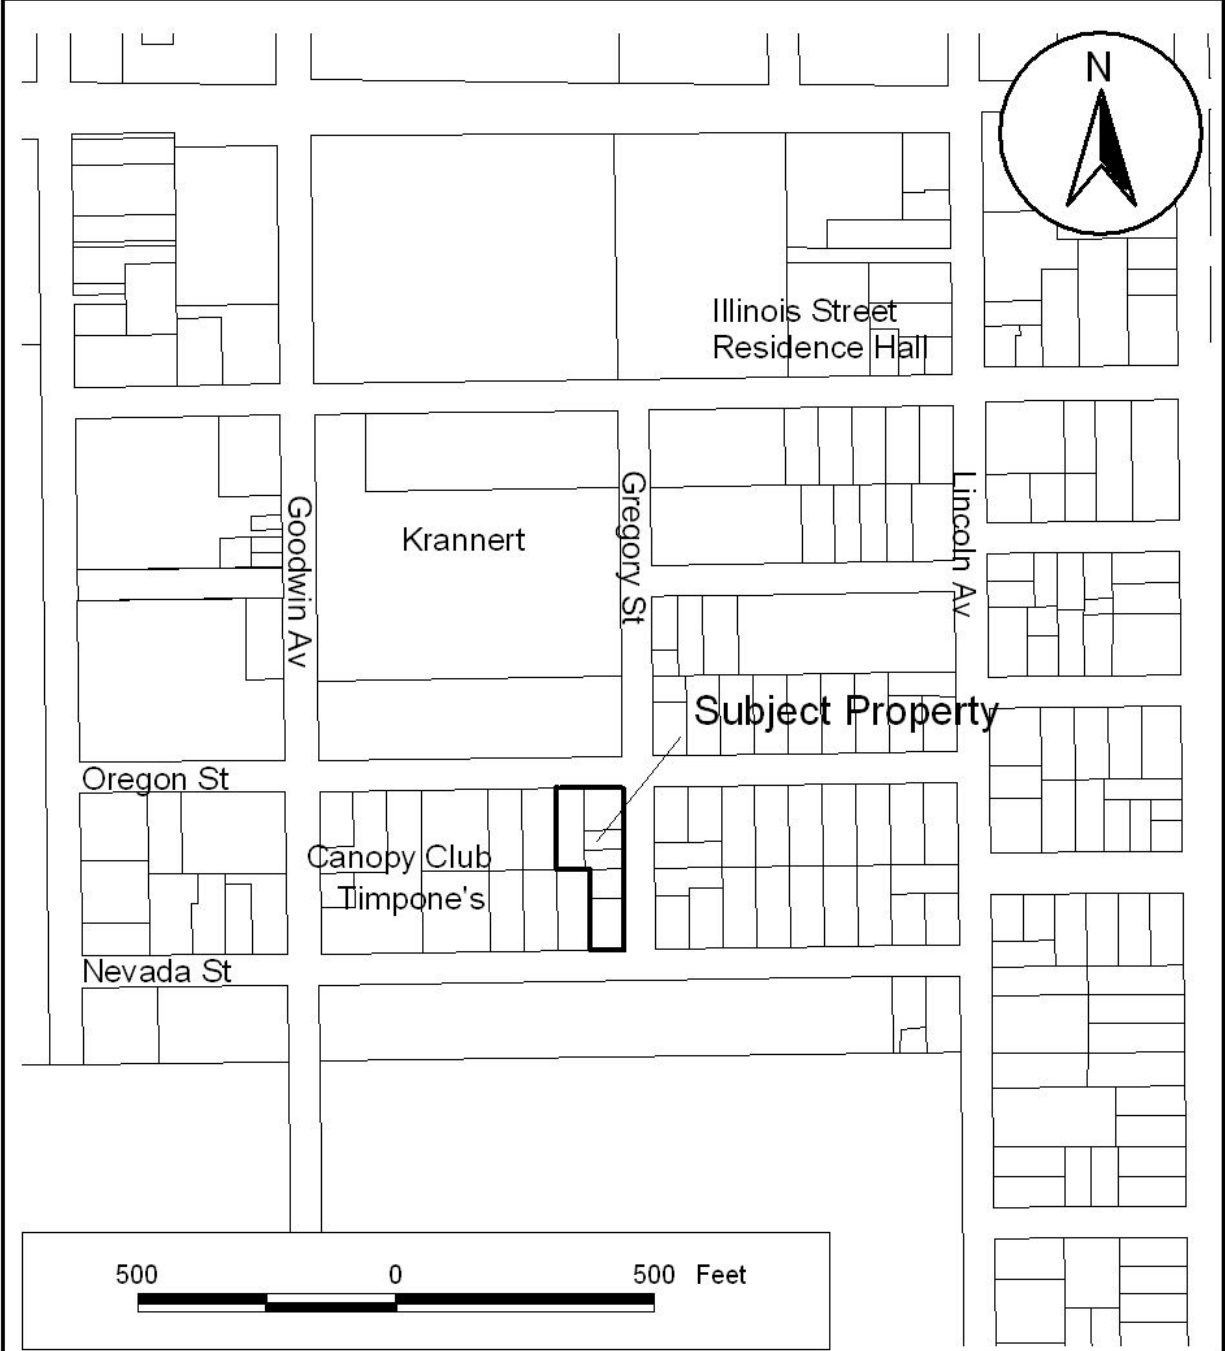 N
Illinois Street
Residence Hall
Goodwin Av
Krannert
Gregory St
Lincoln Av
Subject Property
Oregon St
Canopy Club
Timpone's
Nevada St
500 0 500 Feet